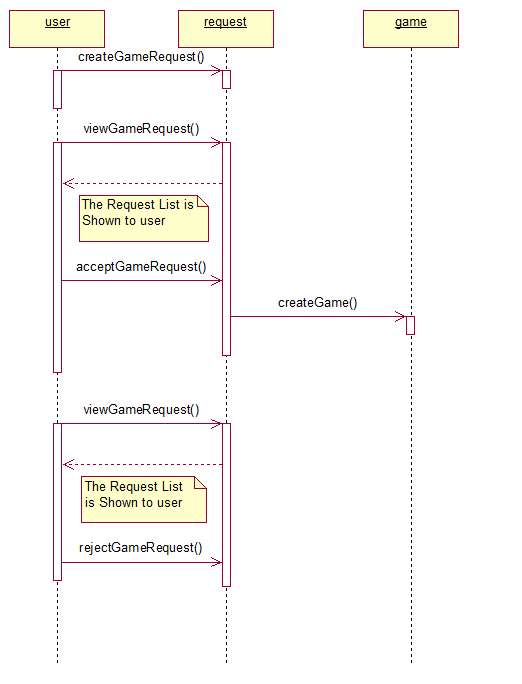 user
request
game
createGameRequest()
viewGameRequest()
The Request List is
Shown to user
acceptGameRequest()
createGame()
viewGameRequest()
The Request List
is Shown to user
rejectGameRequest()